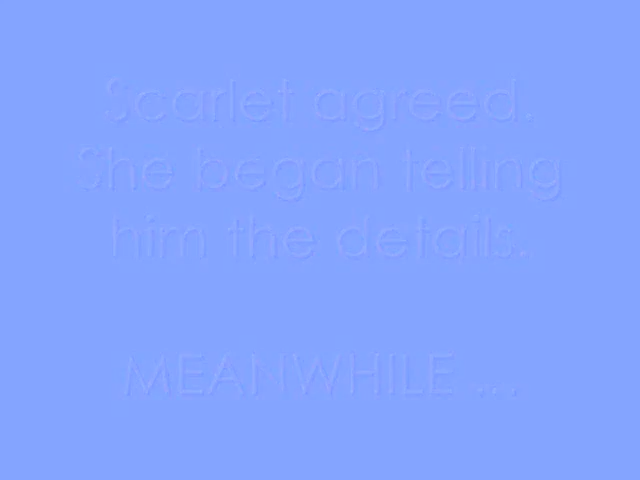 Scarlet agreed.
She began telling
him the details.
MEANWHILE ...